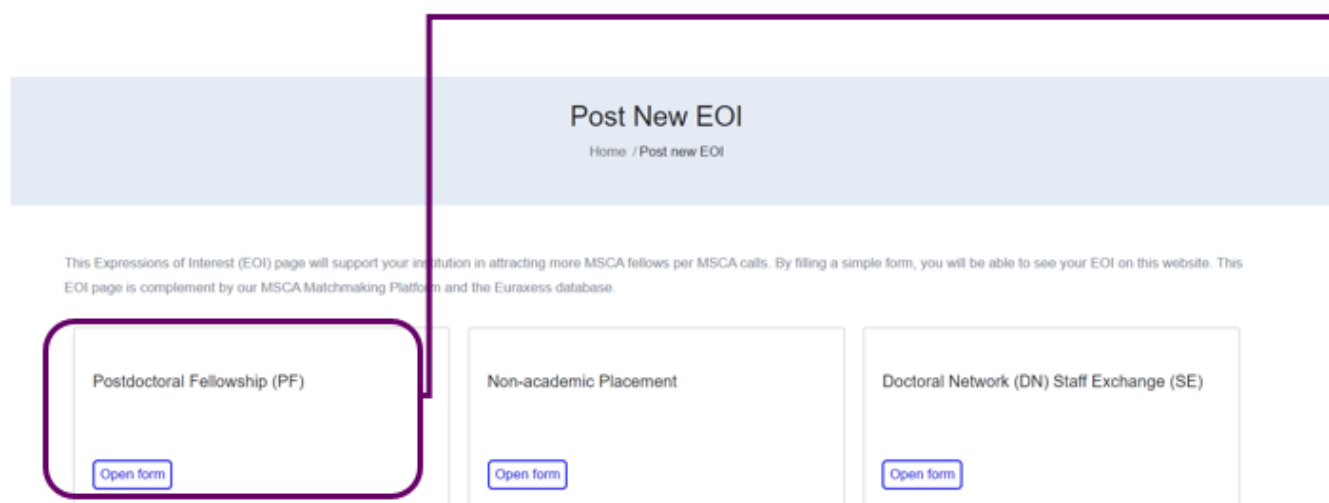 Post New EOI
Home / Post new EOI
This Expressions of Interest (EOI) page will support your institution in attracting more MSCA fellows per MSCA calls. By filling a simple form, you will be able to see your EOI on this website. This
EOI page is complement by our MSCA Matchmaking Platform and the Euraxess database.
Postdoctoral Fellowship (PF)
Open form
Non-academic Placement
Open form
Doctoral Network (DN) Staff Exchange (SE)
Open form